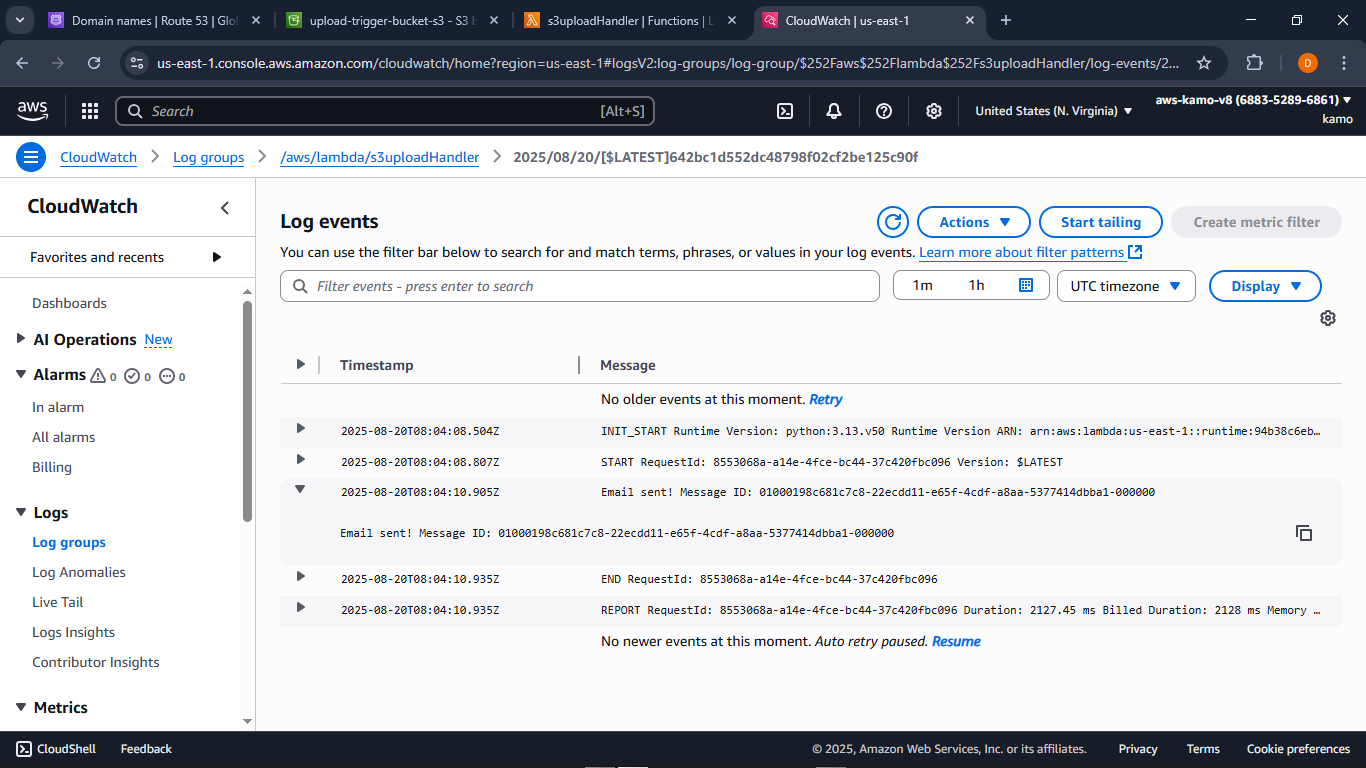 Domain names | Route 53 | Glo
upload-trigger-bucket-s3 - S3 b
s3uploadHandler | Functions | L
CloudWatch | us-east-1
us-east-1.console.aws.amazon.com/cloudwatch/home?region=us-east-1#logsV2:log-groups/log-group/$252Faws$252Flambda$252Fs3uploadHandler/log-events/2...
D
aws
Search
[Alt+S]
United States (N. Virginia)
aws-kamo-v8 (6883-5289-6861)
kamo
CloudWatch
Log groups
/aws/lambda/s3uploadHandler
2025/08/20/[$LATEST]642bc1d552dc48798f02cf2be125c90f
CloudWatch
Favorites and recents
Dashboards
AI Operations New
Alarms 0 0 0
In alarm
All alarms
Billing
Logs
Log groups
Log Anomalies
Live Tail
Logs Insights
Contributor Insights
Metrics
Log events
Actions
Start tailing
Create metric filter
You can use the filter bar below to search for and match terms, phrases, or values in your log events. Learn more about filter patterns
Filter events - press enter to search
1m 1h
UTC timezone
Display
Timestamp Message
No older events at this moment. Retry
2025-08-20T08:04:08.504Z INIT_START Runtime Version: python:3.13.v50 Runtime Version ARN: arn:aws:lambda:us-east-1::runtime:94b38c6eb…
2025-08-20T08:04:08.807Z START RequestId: 8553068a-a14e-4fce-bc44-37c420fbc096 Version: $LATEST
2025-08-20T08:04:10.905Z Email sent! Message ID: 01000198c681c7c8-22ecdd11-e65f-4cdf-a8aa-5377414dbba1-000000
Email sent! Message ID: 01000198c681c7c8-22ecdd11-e65f-4cdf-a8aa-5377414dbba1-000000
2025-08-20T08:04:10.935Z END RequestId: 8553068a-a14e-4fce-bc44-37c420fbc096
2025-08-20T08:04:10.935Z REPORT RequestId: 8553068a-a14e-4fce-bc44-37c420fbc096 Duration: 2127.45 ms Billed Duration: 2128 ms Memory …
No newer events at this moment. Auto retry paused. Resume
CloudShell
Feedback
© 2025, Amazon Web Services, Inc. or its affiliates.
Privacy
Terms
Cookie preferences